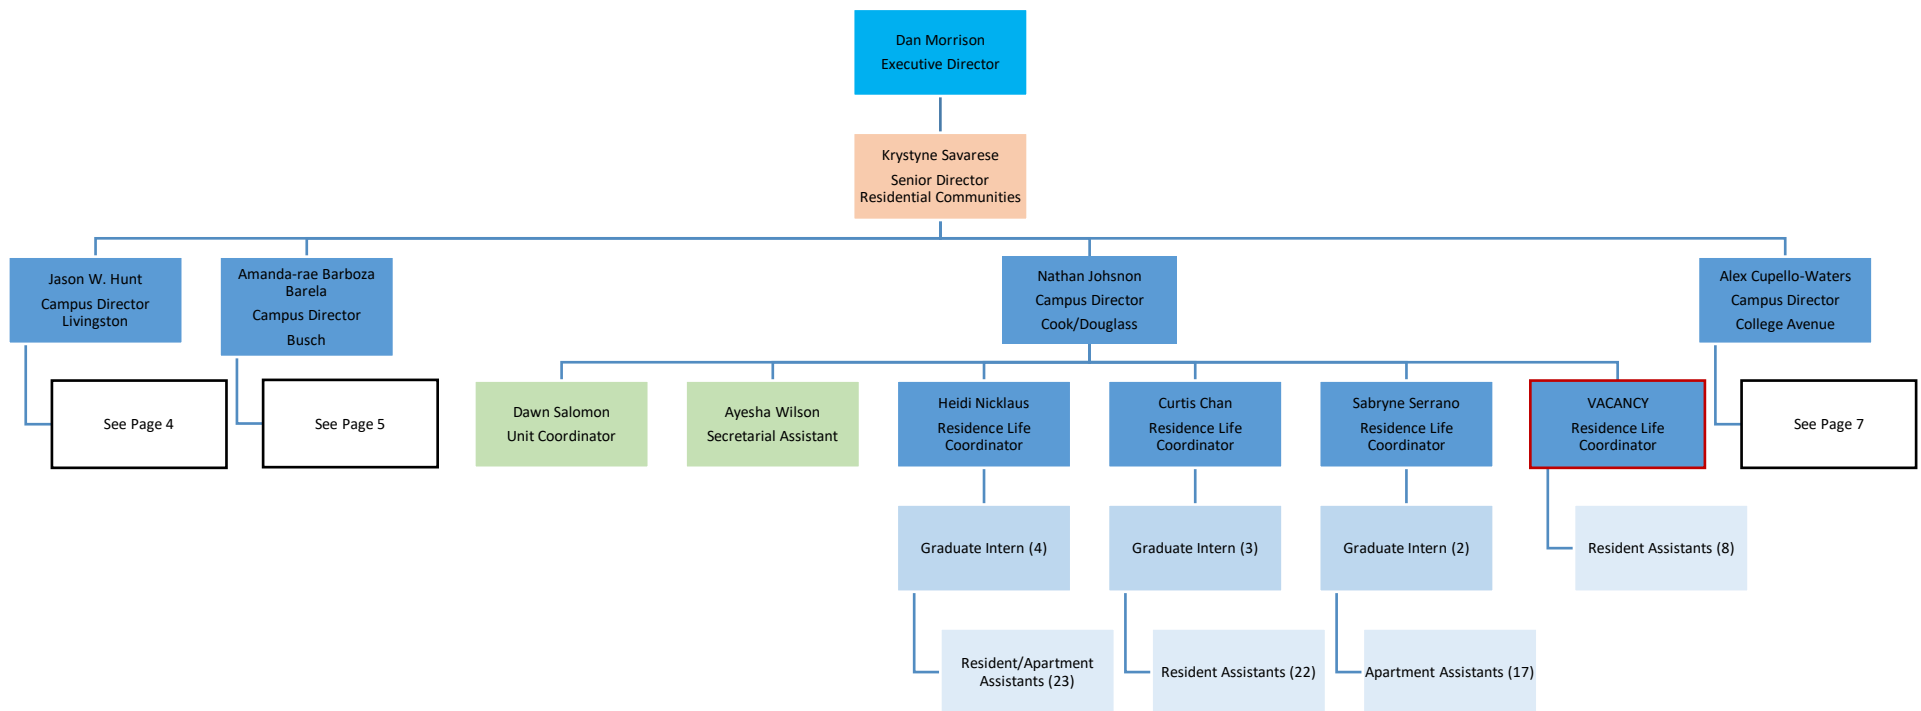 Dan Morrison
Executive Director
Krystyne Savarese
Senior Director
Residential Communities
Jason W. Hunt
Campus Director
Livingston
Amanda-rae Barboza
Barela
Campus Director
Busch
Nathan Johsnon
Campus Director
Cook/Douglass
Alex Cupello-Waters
Campus Director
College Avenue
See Page 4
See Page 5
Dawn Salomon
Unit Coordinator
Ayesha Wilson
Secretarial Assistant
Heidi Nicklaus
Residence Life
Coordinator
Curtis Chan
Residence Life
Coordinator
Sabryne Serrano
Residence Life
Coordinator
VACANCY
Residence Life
Coordinator
See Page 7
Graduate Intern (4)
Graduate Intern (3)
Graduate Intern (2)
Resident Assistants (8)
Resident/Apartment
Assistants (23)
Resident Assistants (22)
Apartment Assistants (17)